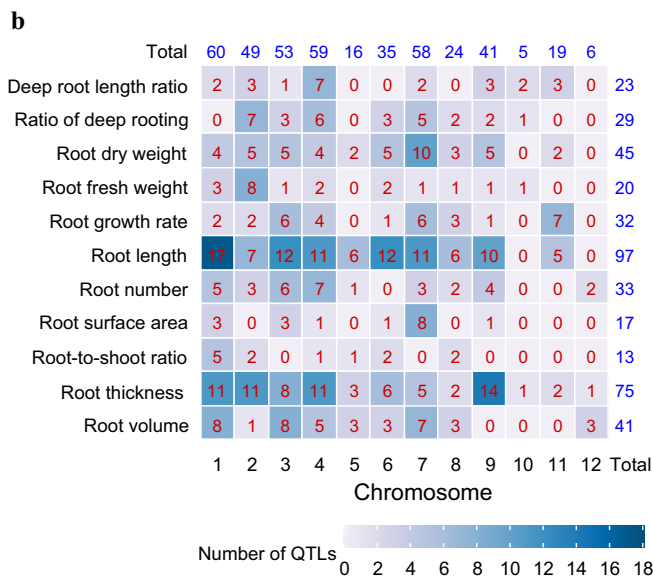 b
Total 60 49 53 59 16 35 58 24 41 5 19 6
Deep root length ratio 2 3 1 7 0 0 2 0 3 2 3 0 23
Ratio of deep rooting 0 7 3 6 0 3 5 2 2 1 0 0 29
Root dry weight 4 5 5 4 2 5 10 3 5 0 2 0 45
Root fresh weight 3 8 1 2 0 2 1 1 1 1 0 0 20
Root growth rate 2 2 6 4 0 1 6 3 1 0 7 0 32
Root length 17 7 12 11 6 12 11 6 10 0 5 0 97
Root number 5 3 6 7 1 0 3 2 4 0 0 2 33
Root surface area 3 0 3 1 0 1 8 0 1 0 0 0 17
Root-to-shoot ratio 5 2 0 1 1 2 0 2 0 0 0 0 13
Root thickness 11 11 8 11 3 6 5 2 14 1 2 1 75
Root volume 8 1 8 5 3 3 7 3 0 0 0 3 41
1 2 3 4 5 6 7 8 9 10 11 12 Total
Chromosome
Number of QTLs 0 2 4 6 8 10 12 14 16 18